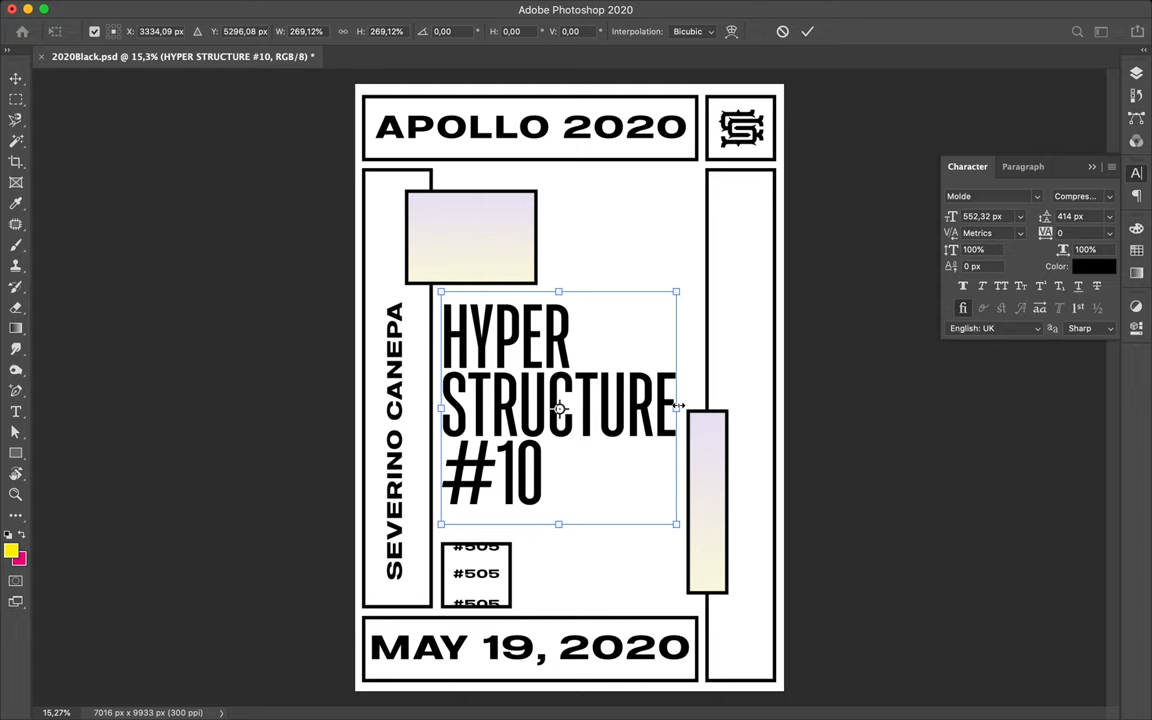 Adobe Photoshop 2020
X: 3334,09 px Y: 5296,08 px W: 269,12% H: 269,12% 0,00 ° H: 0,00 ° V: 0,00 ° Interpolation: Bicubic
2020Black.psd @ 15,3% (HYPER STRUCTURE #10, RGB/8) *
APOLLO 2020
SEVERINO CANEPA
HYPER
STRUCTURE
#10
#505
#505
#505
MAY 19, 2020
Character Paragraph
Molde Compres...
552,32 px 414 px
Metrics 0
100% 100%
0 px Color:
English: UK Sharp
15,27% 7016 px x 9933 px (300 ppi)